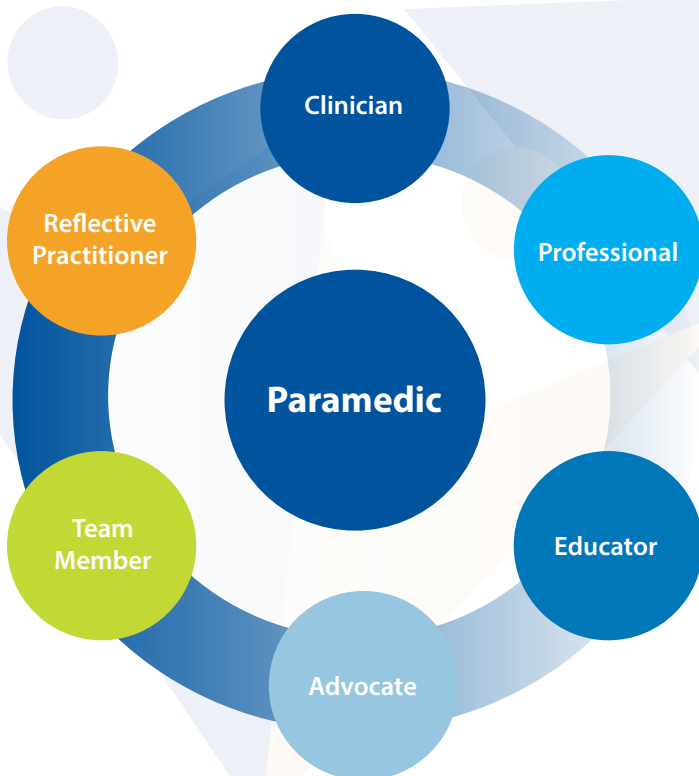 Clinician
Professional
Educator
Advocate
Team
Member
Reflective
Practitioner
Paramedic